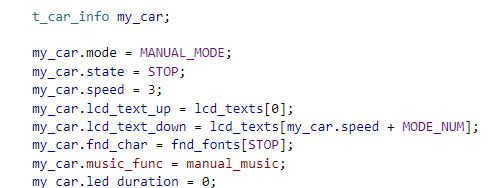 t_car_info my_car;
my_car.mode = MANUAL_MODE;
my_car.state = STOP;
my_car.speed = 3;
my_car.lcd_text_up = lcd_texts[0];
my_car.lcd_text_down = lcd_texts[my_car.speed + MODE_NUM];
my_car.fnd_char = fnd_fonts[STOP];
my_car.music_func = manual_music;
my_car.led_duration = 0;